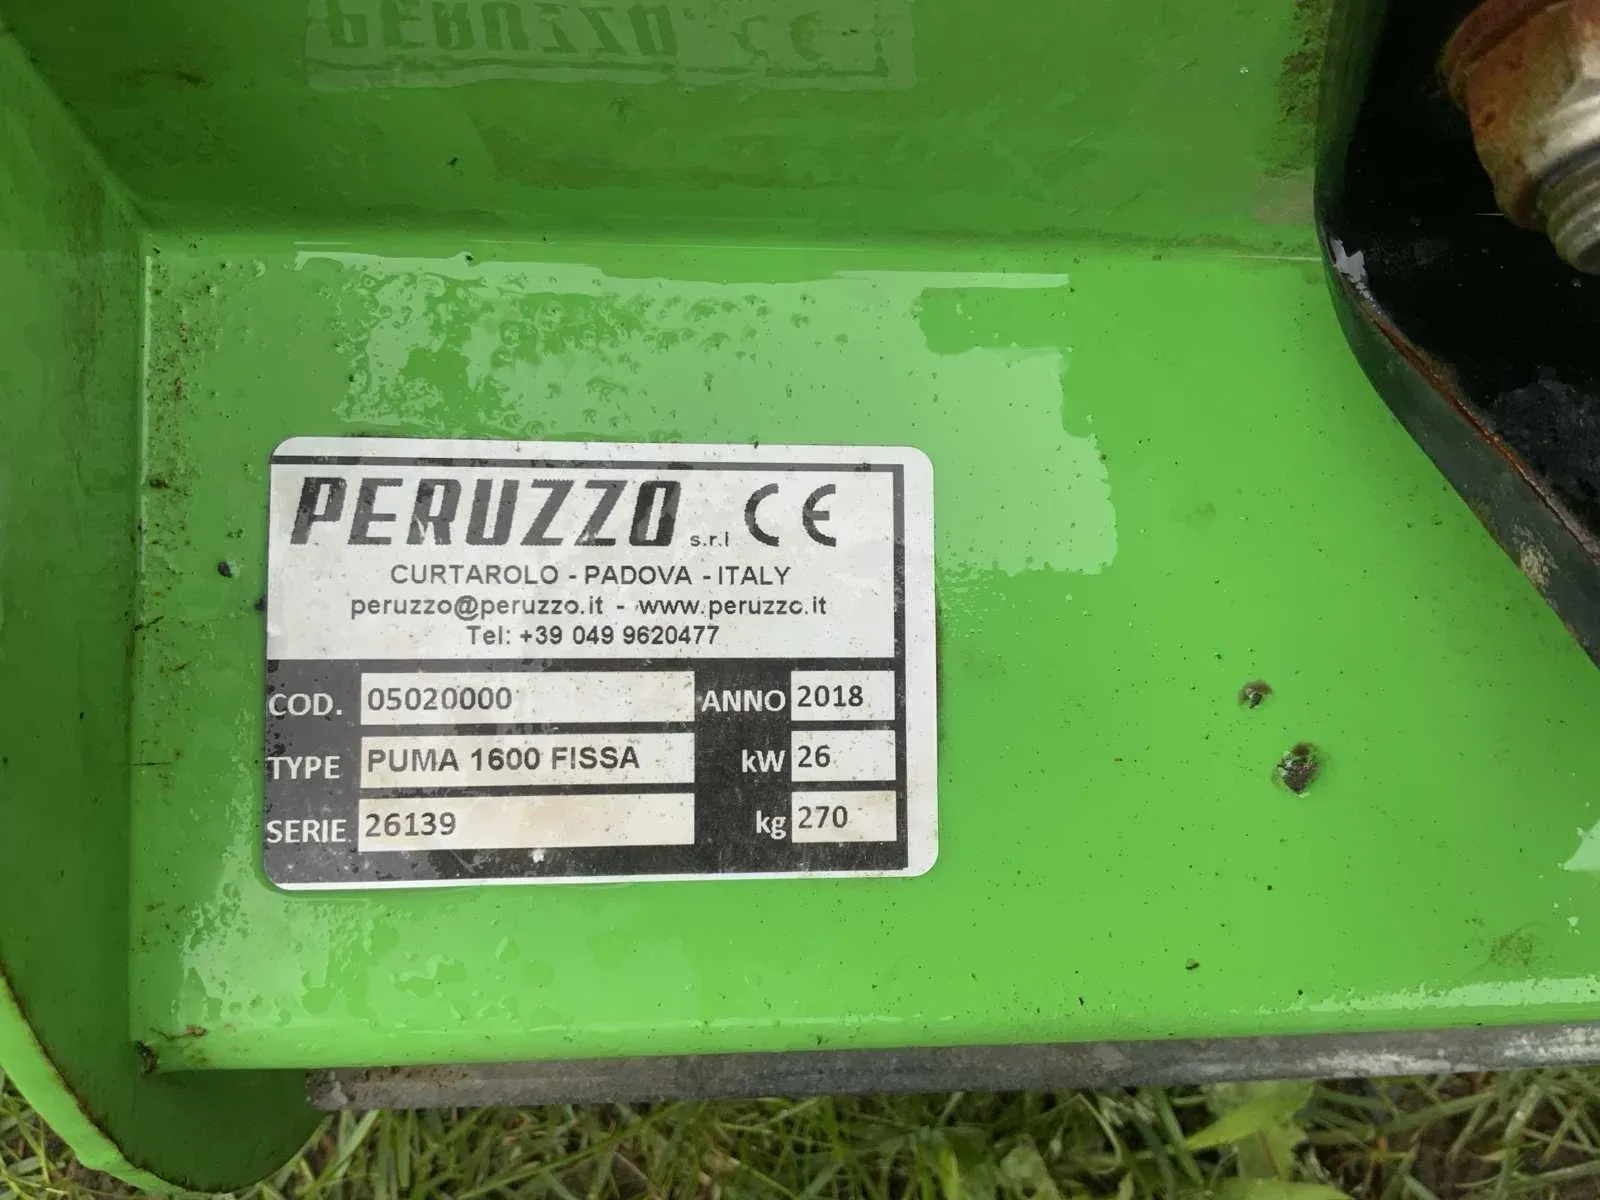 PERUZZO s.r.l CE
CURTAROLO - PADOVA - ITALY
peruzzo@peruzzo.it - www.peruzzo.it
Tel: +39 049 9620477
COD. 05020000 ANNO 2018
TYPE PUMA 1600 FISSA kW 26
SERIE 26139 kg 270